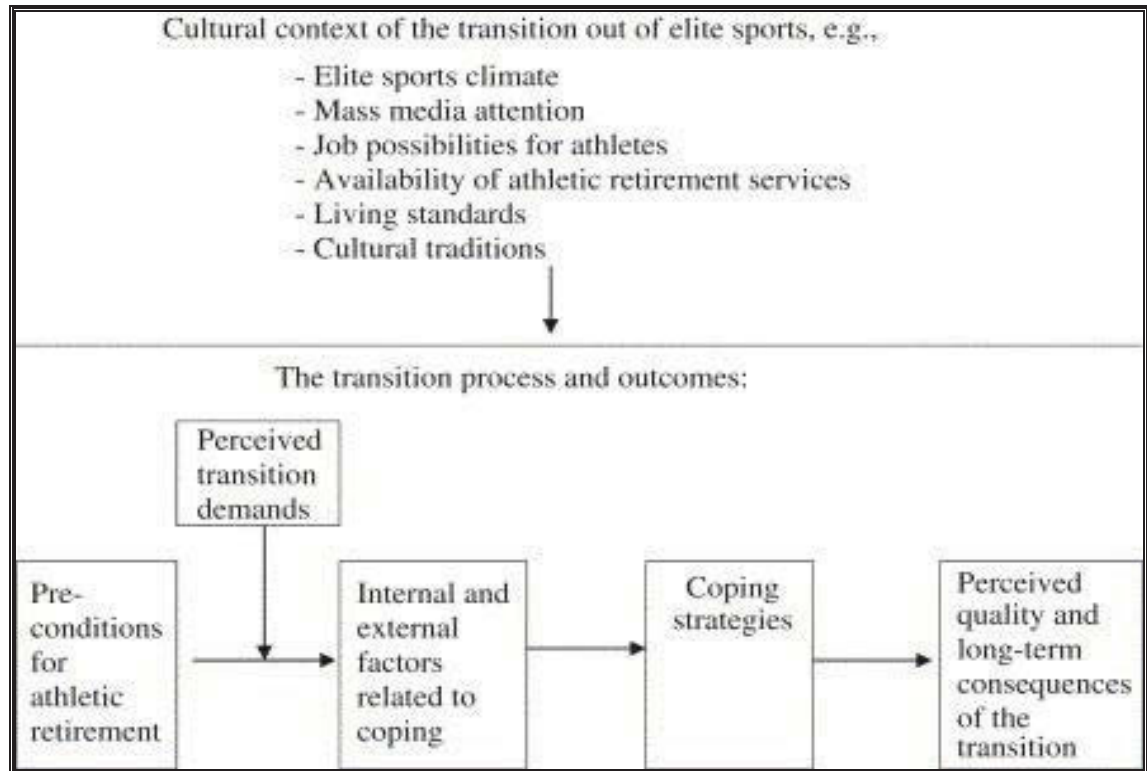 Cultural context of the transition out of elite sports, e.g.,
- Elite sports climate
- Mass media attention
- Job possibilities for athletes
- Availability of athletic retirement services
- Living standards
- Cultural traditions
The transition process and outcomes:
Perceived
transition
demands
Pre-
conditions
for
athletic
retirement
Internal and
external
factors
related to
coping
Coping
strategies
Perceived
quality and
long-term
consequences
of the
transition